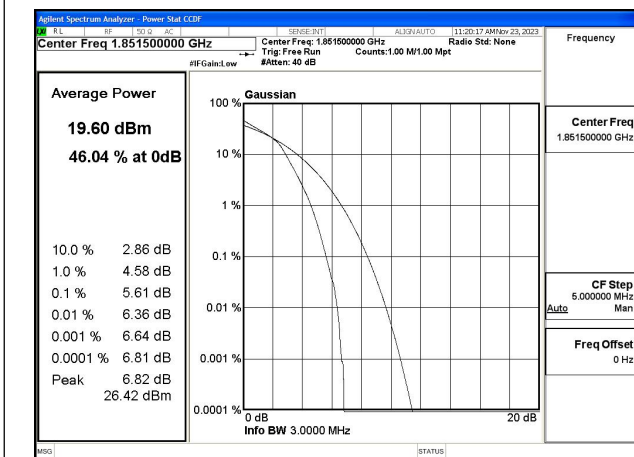 Agilent Spectrum Analyzer - Power Stat CCDF
LXI RL RF 50 Ω AC SENSE:INT ALIGN AUTO 11:20:17 AM Nov 23, 2023
Center Freq 1.851500000 GHz
Center Freq: 1.851500000 GHz Radio Std: None
Trig: Free Run Counts:1.00 M/1.00 Mpt
#IFGain:Low #Atten: 40 dB
Frequency
Average Power
19.60 dBm
46.04 % at 0dB
10.0 % 2.86 dB
1.0 % 4.58 dB
0.1 % 5.61 dB
0.01 % 6.36 dB
0.001 % 6.64 dB
0.0001 % 6.81 dB
Peak 6.82 dB
26.42 dBm
Gaussian
100 %
10 %
1 %
0.1 %
0.01 %
0.001 %
0.0001 %
0 dB 20 dB
Info BW 3.0000 MHz
Center Freq
1.851500000 GHz
CF Step
5.000000 MHz
Auto Man
Freq Offset
0 Hz
MSG STATUS